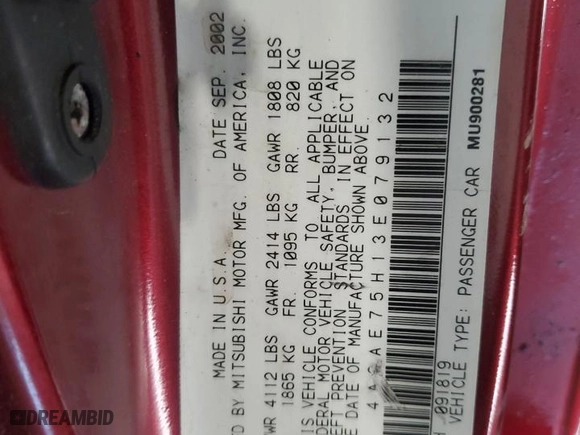 MADE IN U.S.A. DATE SEP. 2002
D BY MITSUBISHI MOTOR MFG. OF AMERICA, INC.
WR 4112 LBS GAWR 2414 LBS GAWR 1808 LBS
1865 KG FR. 1095 KG RR. 820 KG
IS VEHICLE CONFORMS TO ALL APPLICABLE
DERAL MOTOR VEHICLE SAFETY, BUMPER, AND
EFT PREVENTION STANDARDS IN EFFECT ON
E DATE OF MANUFACTURE SHOWN ABOVE.
4A3AE75H13E079132
H 091819
VEHICLE TYPE: PASSENGER CAR MU900281
DREAMBID